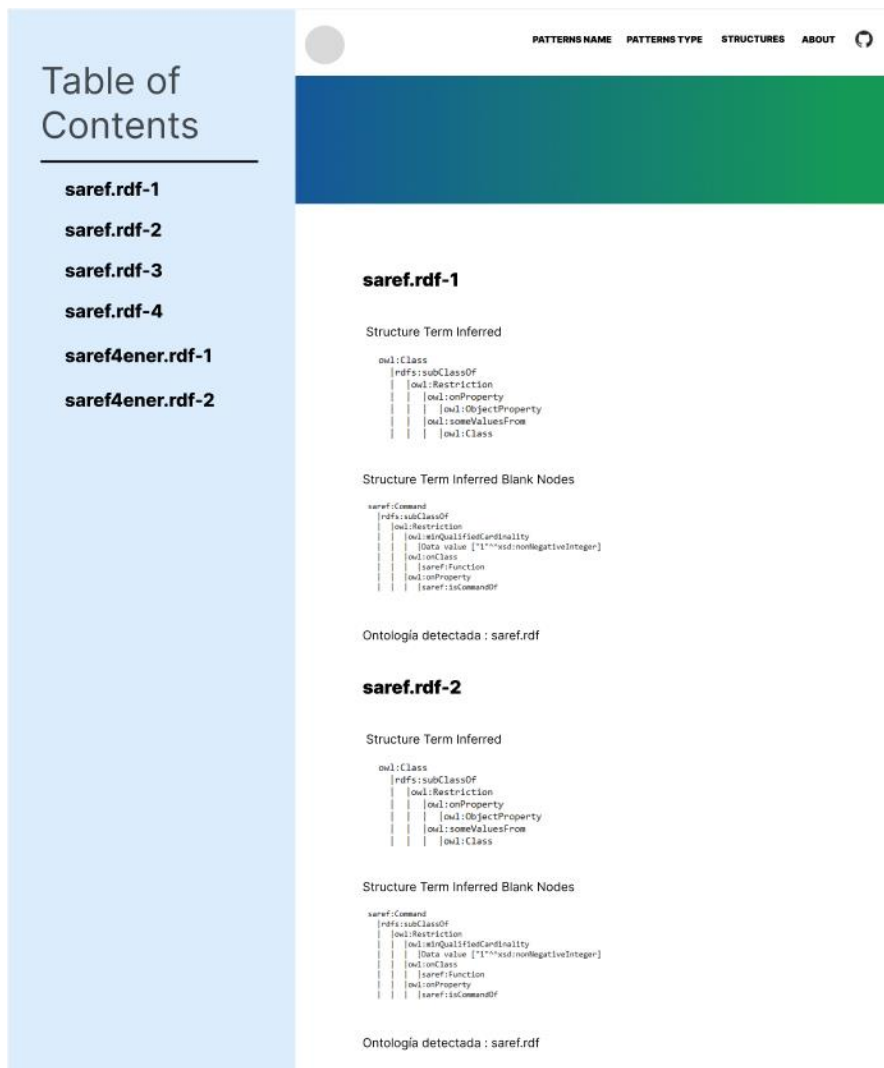 PATTERNS NAME PATTERNS TYPE STRUCTURES ABOUT
Table of
Contents
saref.rdf-1
saref.rdf-2
saref.rdf-3
saref.rdf-4
saref4ener.rdf-1
saref4ener.rdf-2
saref.rdf-1
Structure Term Inferred
owl:Class
|rdfs:subClassOf
| |owl:Restriction
| | |owl:onProperty
| | | |owl:ObjectProperty
| | |owl:someValuesFrom
| | | |owl:Class
Structure Term Inferred Blank Nodes
saref:Command
|rdfs:subClassOf
| |owl:Restriction
| | |owl:minQualifiedCardinality
| | | |Data value ["1"^^xsd:nonNegativeInteger]
| | |owl:onClass
| | | |saref:Function
| | |owl:onProperty
| | | |saref:isCommandOf
Ontología detectada : saref.rdf
saref.rdf-2
Structure Term Inferred
owl:Class
|rdfs:subClassOf
| |owl:Restriction
| | |owl:onProperty
| | | |owl:ObjectProperty
| | |owl:someValuesFrom
| | | |owl:Class
Structure Term Inferred Blank Nodes
saref:Command
|rdfs:subClassOf
| |owl:Restriction
| | |owl:minQualifiedCardinality
| | | |Data value ["1"^^xsd:nonNegativeInteger]
| | |owl:onClass
| | | |saref:Function
| | |owl:onProperty
| | | |saref:isCommandOf
Ontología detectada : saref.rdf